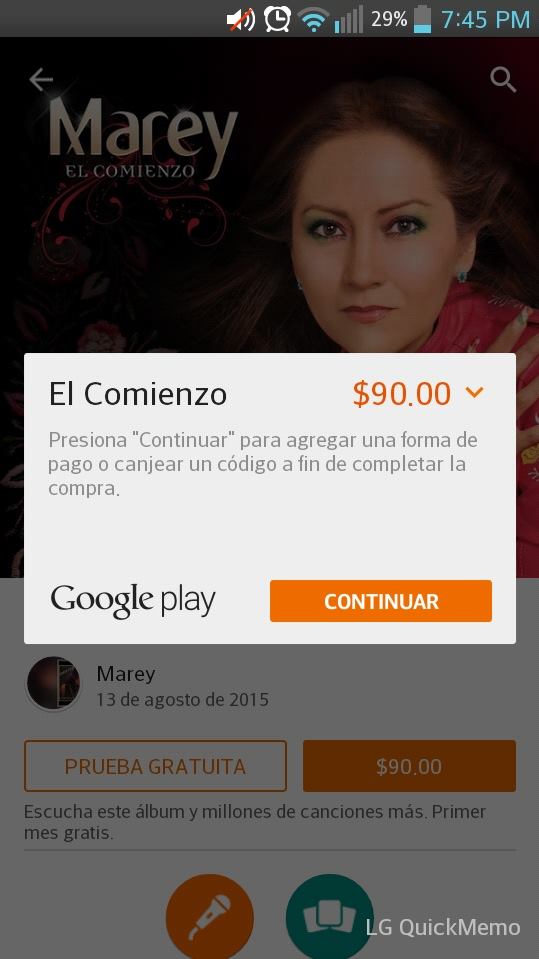 29% 7:45 PM
Marey
EL COMIENZO
El Comienzo $90.00
Presiona "Continuar" para agregar una forma de
pago o canjear un código a fin de completar la
compra.
Google play CONTINUAR
Marey
13 de agosto de 2015
PRUEBA GRATUITA $90.00
Escucha este álbum y millones de canciones más. Primer
mes gratis.
LG QuickMemo